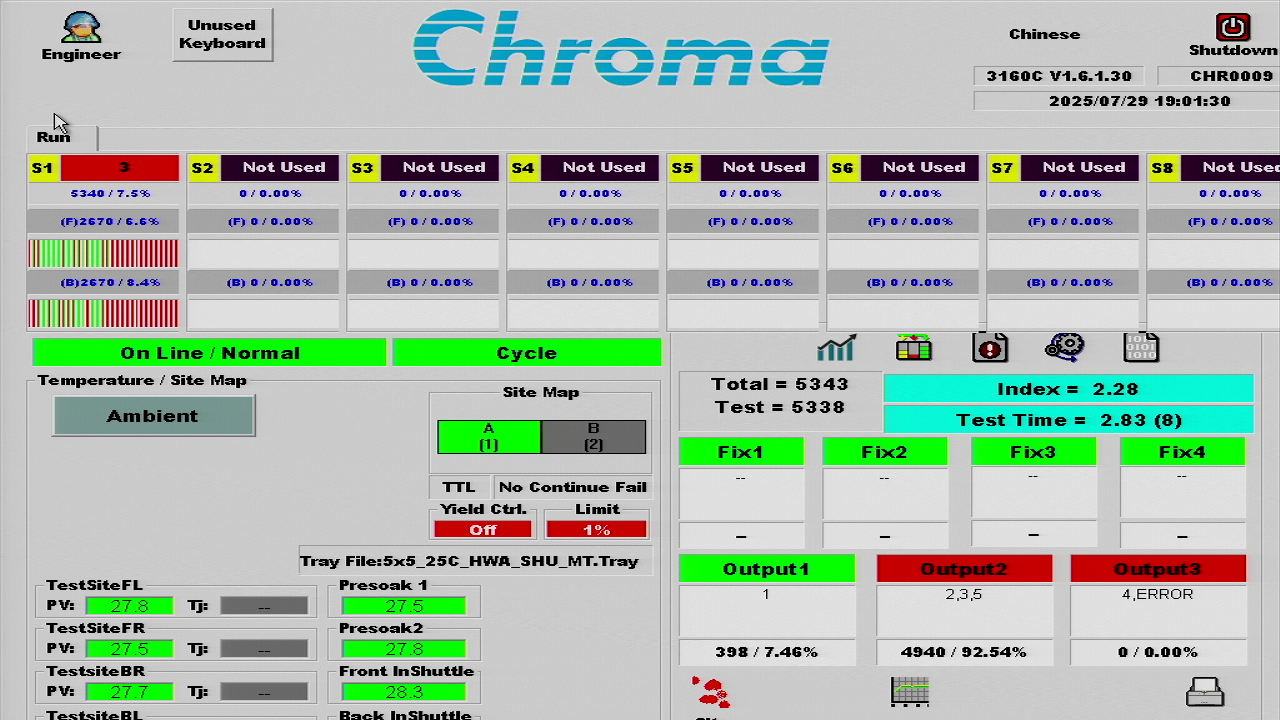 Engineer
Unused
Keyboard
Chroma
Chinese
Shutdown
3160C V1.6.1.30
CHR0009
2025/07/29 19:01:30
Run
S1 3 S2 Not Used S3 Not Used S4 Not Used S5 Not Used S6 Not Used S7 Not Used S8 Not Us
5340 / 7.5% 0 / 0.00% 0 / 0.00% 0 / 0.00% 0 / 0.00% 0 / 0.00% 0 / 0.00% 0 / 0.00%
(F)2670 / 6.6% (F) 0 / 0.00% (F) 0 / 0.00% (F) 0 / 0.00% (F) 0 / 0.00% (F) 0 / 0.00% (F) 0 / 0.00% (F) 0 / 0.00%
(B)2670 / 8.4% (B) 0 / 0.00% (B) 0 / 0.00% (B) 0 / 0.00% (B) 0 / 0.00% (B) 0 / 0.00% (B) 0 / 0.00% (B) 0 / 0.00%
On Line / Normal
Cycle
Temperature / Site Map
Ambient
Site Map
A B
(1) (2)
TTL No Continue Fail
Yield Ctrl. Limit
Off 1%
Tray File:5x5_25C_HWA_SHU_MT.Tray
TestSiteFL
PV: 27.8 Tj: --
TestSiteFR
PV: 27.5 Tj: --
TestsiteBR
PV: 27.7 Tj: --
TestsiteBL
Presoak 1
27.5
Presoak2
27.8
Front InShuttle
28.3
Back InShuttle
Total = 5343
Test = 5338
Index = 2.28
Test Time = 2.83 (8)
Fix1 Fix2 Fix3 Fix4
-- -- -- --
– – – –
Output1 Output2 Output3
1 2,3,5 4,ERROR
398 / 7.46% 4940 / 92.54% 0 / 0.00%